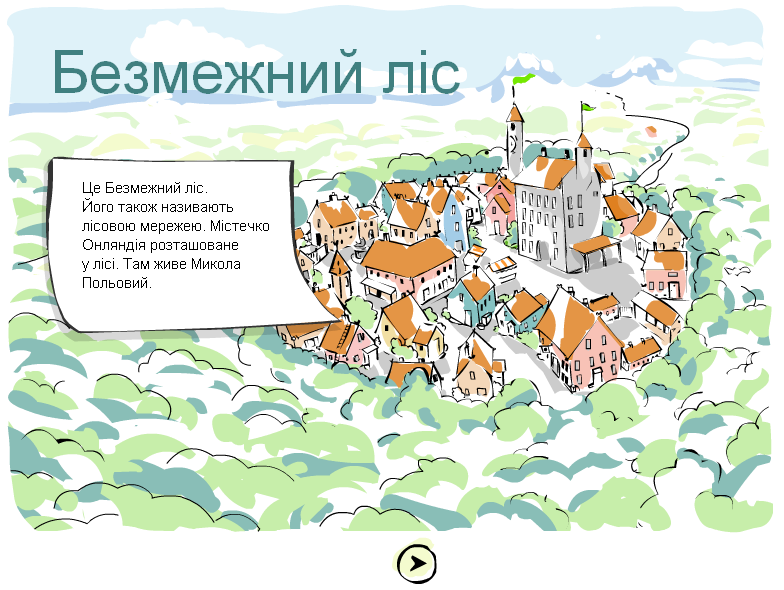 Безмежний ліс
Це Безмежний ліс.
Його також називають
лісовою мережею. Містечко
Онляндія розташоване
у лісі. Там живе Микола
Польовий.